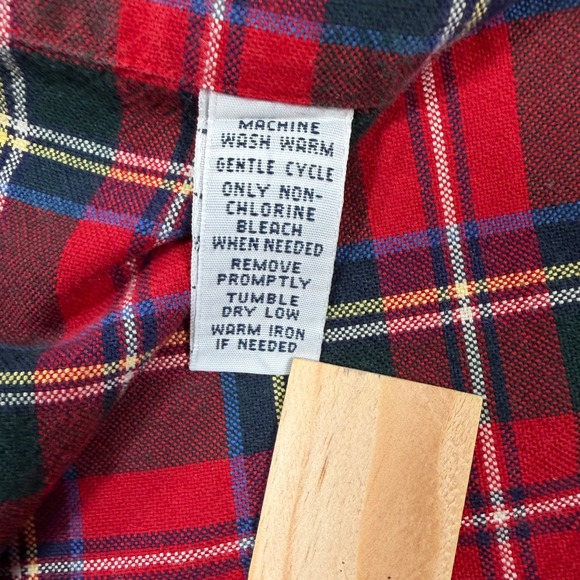 MACHINE
WASH WARM
GENTLE CYCLE
ONLY NON-
CHLORINE
BLEACH
WHEN NEEDED
REMOVE
PROMPTLY
TUMBLE
DRY LOW
WARM IRON
IF NEEDED